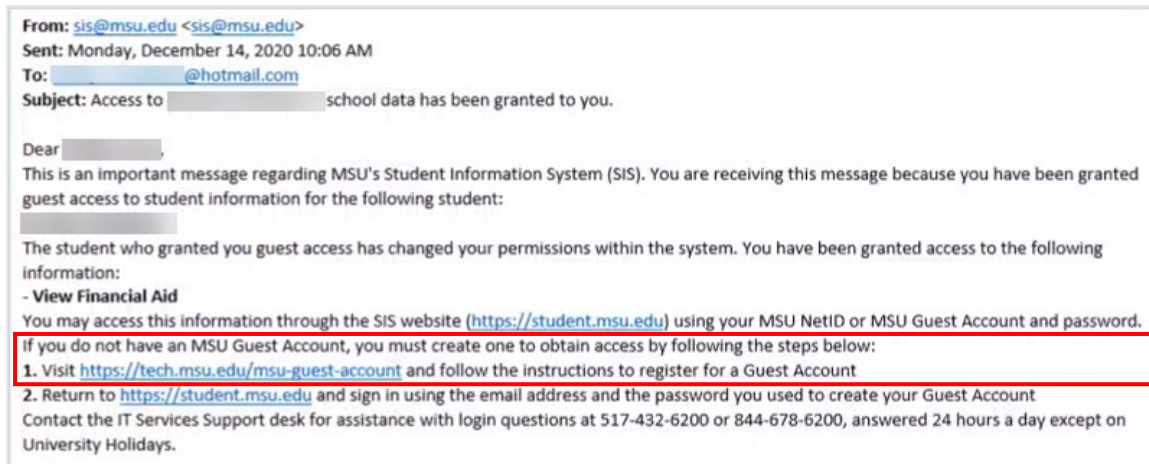 From: sis@msu.edu <sis@msu.edu>
Sent: Monday, December 14, 2020 10:06 AM
To: @hotmail.com
Subject: Access to school data has been granted to you.
Dear ,
This is an important message regarding MSU's Student Information System (SIS). You are receiving this message because you have been granted
guest access to student information for the following student:
The student who granted you guest access has changed your permissions within the system. You have been granted access to the following
information:
- View Financial Aid
You may access this information through the SIS website (https://student.msu.edu) using your MSU NetID or MSU Guest Account and password.
If you do not have an MSU Guest Account, you must create one to obtain access by following the steps below:
1. Visit https://tech.msu.edu/msu-guest-account and follow the instructions to register for a Guest Account
2. Return to https://student.msu.edu and sign in using the email address and the password you used to create your Guest Account
Contact the IT Services Support desk for assistance with login questions at 517-432-6200 or 844-678-6200, answered 24 hours a day except on
University Holidays.